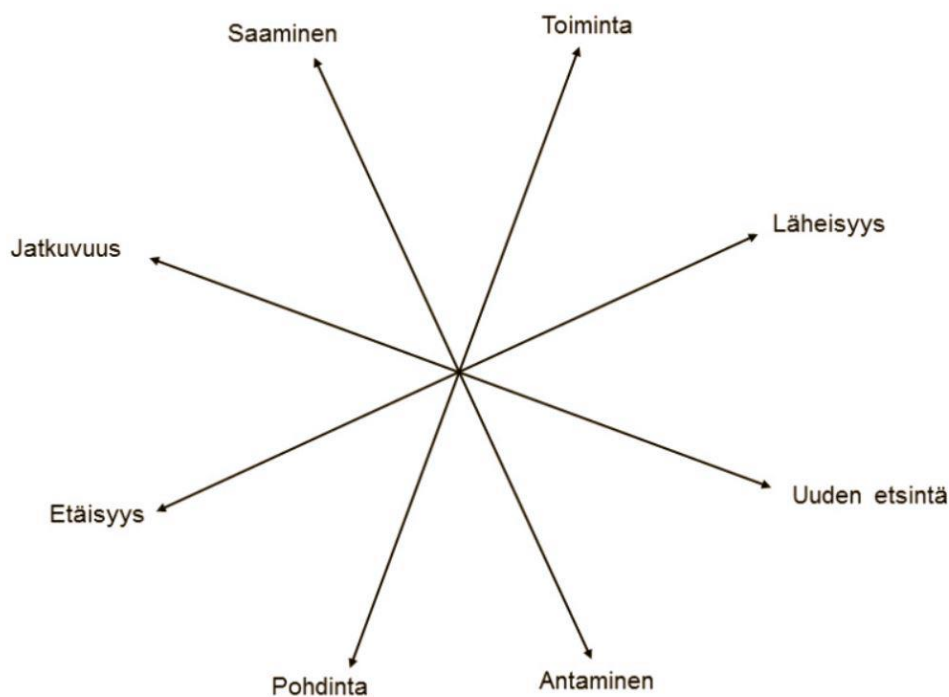 Saaminen
Toiminta
Jatkuvuus
Läheisyys
Etäisyys
Uuden etsintä
Pohdinta
Antaminen